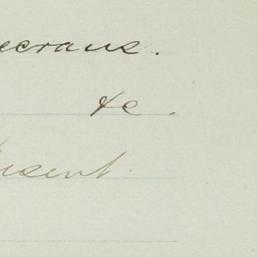 ecrans.
&c.
resent.